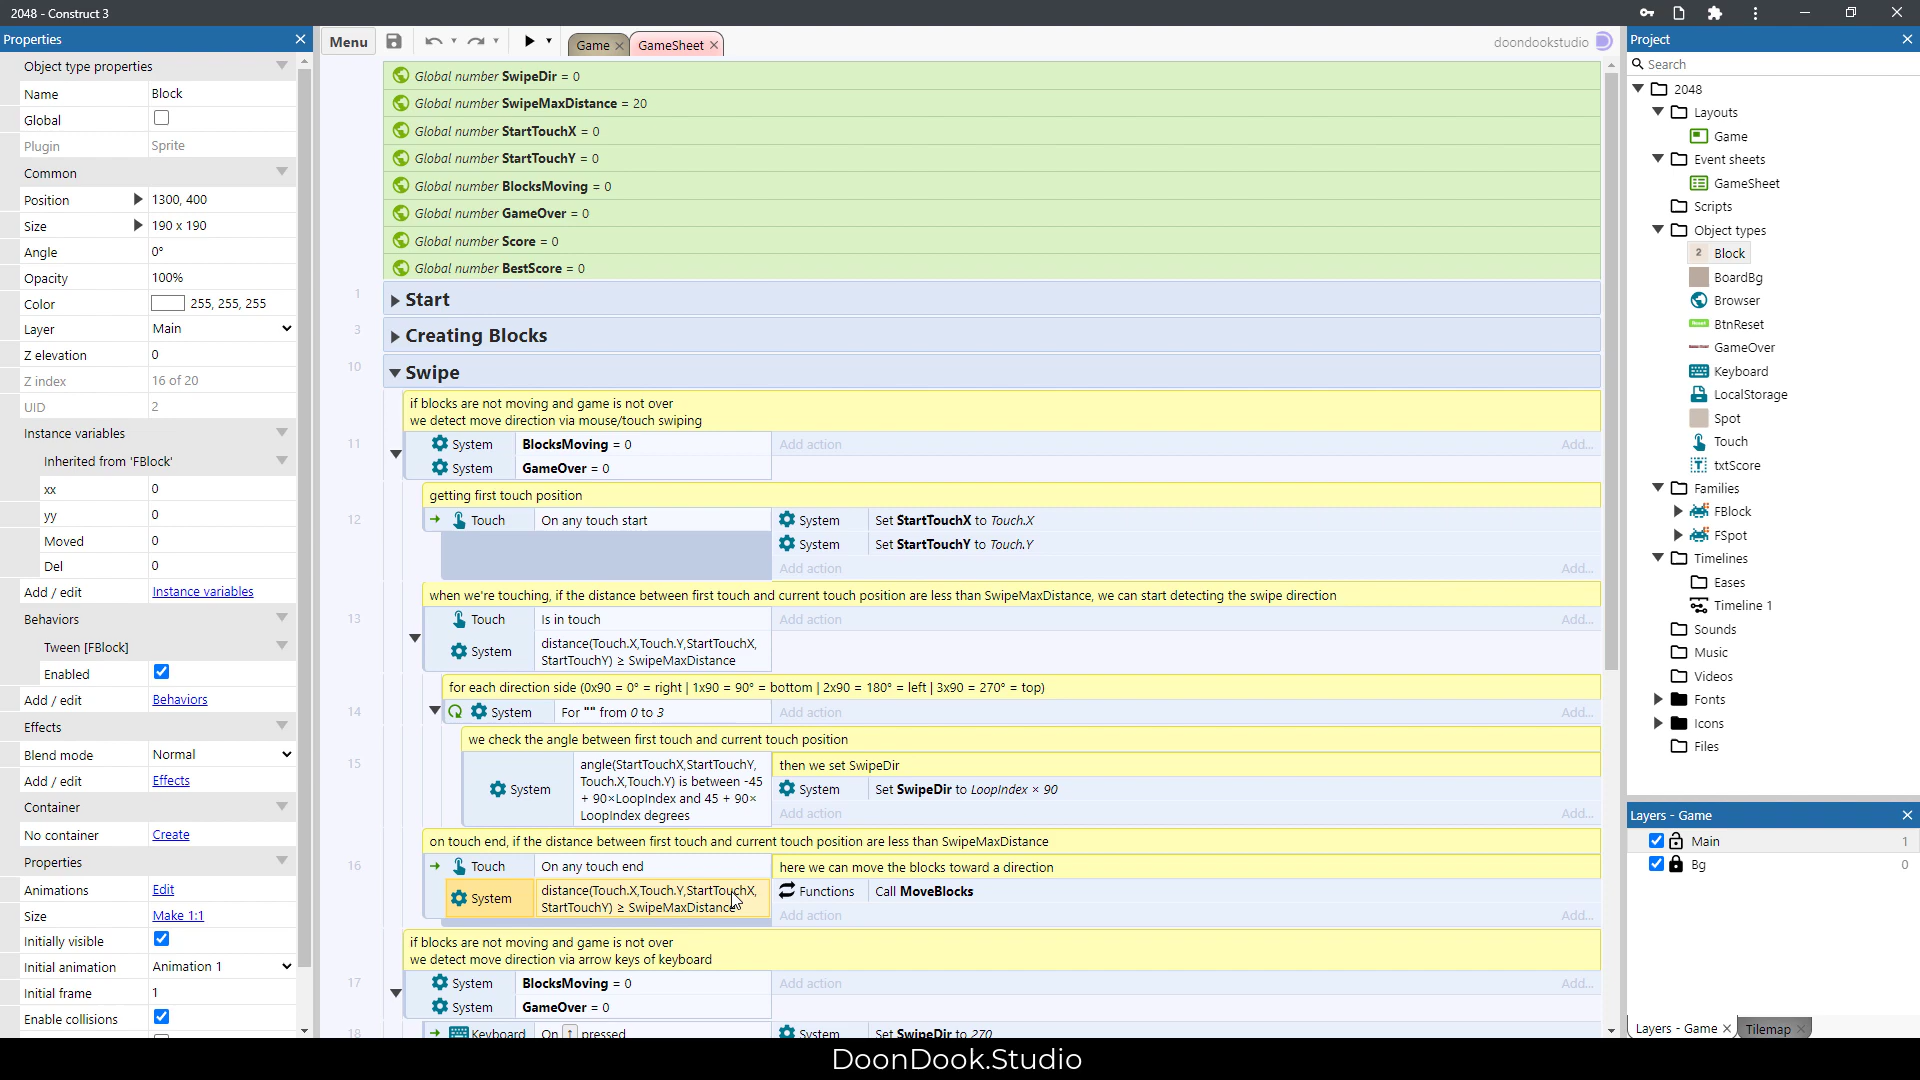 2048 - Construct 3
Properties
Object type properties
Name Block
Global
Plugin Sprite
Common
Position 1300, 400
Size 190 x 190
Angle 0°
Opacity 100%
Color 255, 255, 255
Layer Main
Z elevation 0
Z index 16 of 20
UID 2
Instance variables
Inherited from 'FBlock'
xx 0
yy 0
Moved 0
Del 0
Add / edit Instance variables
Behaviors
Tween [FBlock]
Enabled
Add / edit Behaviors
Effects
Blend mode Normal
Add / edit Effects
Container
No container Create
Properties
Animations Edit
Size Make 1:1
Initially visible
Initial animation Animation 1
Initial frame 1
Enable collisions
Menu
Game
GameSheet
doondookstudio
Global number SwipeDir = 0
Global number SwipeMaxDistance = 20
Global number StartTouchX = 0
Global number StartTouchY = 0
Global number BlocksMoving = 0
Global number GameOver = 0
Global number Score = 0
Global number BestScore = 0
1 Start
3 Creating Blocks
10 Swipe
if blocks are not moving and game is not over
we detect move direction via mouse/touch swiping
11 System BlocksMoving = 0 Add action Add...
System GameOver = 0
getting first touch position
12 Touch On any touch start System Set StartTouchX to Touch.X
System Set StartTouchY to Touch.Y
Add action Add...
when we're touching, if the distance between first touch and current touch position are less than SwipeMaxDistance, we can start detecting the swipe direction
13 Touch Is in touch Add action Add...
System distance(Touch.X,Touch.Y,StartTouchX,
StartTouchY) ≥ SwipeMaxDistance
for each direction side (0x90 = 0° = right | 1x90 = 90° = bottom | 2x90 = 180° = left | 3x90 = 270° = top)
14 System For "" from 0 to 3 Add action Add...
we check the angle between first touch and current touch position
15 System angle(StartTouchX,StartTouchY,
Touch.X,Touch.Y) is between -45
+ 90×LoopIndex and 45 + 90×
LoopIndex degrees
then we set SwipeDir
System Set SwipeDir to LoopIndex × 90
Add action Add...
on touch end, if the distance between first touch and current touch position are less than SwipeMaxDistance
16 Touch On any touch end here we can move the blocks toward a direction
System distance(Touch.X,Touch.Y,StartTouchX,
StartTouchY) ≥ SwipeMaxDistance
Functions Call MoveBlocks
Add action Add...
if blocks are not moving and game is not over
we detect move direction via arrow keys of keyboard
17 System BlocksMoving = 0 Add action Add...
System GameOver = 0
18 Keyboard On ↑ pressed System Set SwipeDir to 270
Project
Search
2048
Layouts
Game
Event sheets
GameSheet
Scripts
Object types
2 Block
BoardBg
Browser
BtnReset
GameOver
Keyboard
LocalStorage
Spot
Touch
txtScore
Families
FBlock
FSpot
Timelines
Eases
Timeline 1
Sounds
Music
Videos
Fonts
Icons
Files
Layers - Game
Main 1
Bg 0
Layers - Game
Tilemap
DoonDook.Studio